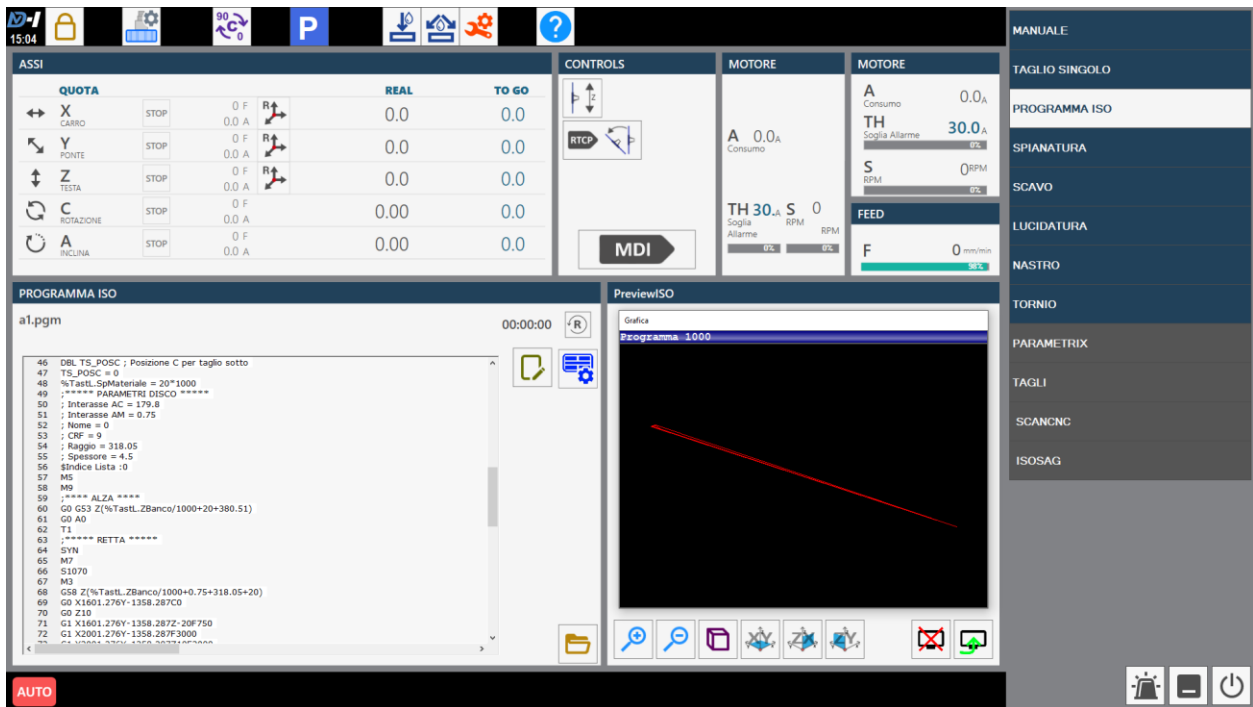 D-I
15:04
90 C 0
P
?
ASSI
QUOTA REAL TO GO
X CARRO STOP 0 F 0.0 A R 0.0 0.0
Y PONTE STOP 0 F 0.0 A R 0.0 0.0
Z TESTA STOP 0 F 0.0 A R 0.0 0.0
C ROTAZIONE STOP 0 F 0.0 A 0.00 0.0
A INCLINA STOP 0 F 0.0 A 0.00 0.0
CONTROLS
Z
RTCP
MDI
MOTORE
A 0.0A
Consumo
TH 30.A S 0
Soglia Allarme RPM RPM
0% 0%
MOTORE
A 0.0A
Consumo
TH 30.0A
Soglia Allarme
0%
S 0RPM
RPM
0%
FEED
F 0 mm/min
98%
PROGRAMMA ISO
a1.pgm 00:00:00 R
46 DBL TS_POSC ; Posizione C per taglio sotto
47 TS_POSC = 0
48 %TastL.SpMateriale = 20*1000
49 ;***** PARAMETRI DISCO *****
50 ; Interasse AC = 179.8
51 ; Interasse AM = 0.75
52 ; Nome = 0
53 ; CRF = 9
54 ; Raggio = 318.05
55 ; Spessore = 4.5
56 $Indice Lista :0
57 M5
58 M9
59 ;**** ALZA ****
60 G0 G53 Z(%TastL.ZBanco/1000+20+380.51)
61 G0 A0
62 T1
63 ;***** RETTA *****
64 SYN
65 M7
66 S1070
67 M3
68 G58 Z(%TastL.ZBanco/1000+0.75+318.05+20)
69 G0 X1601.276Y-1358.287C0
70 G0 Z10
71 G1 X1601.276Y-1358.287Z-20F750
72 G1 X2001.276Y-1358.287F3000
PreviewISO
Grafica
Programma 1000
XY ZX ZY
MANUALE
TAGLIO SINGOLO
PROGRAMMA ISO
SPIANATURA
SCAVO
LUCIDATURA
NASTRO
TORNIO
PARAMETRIX
TAGLI
SCANCNC
ISOSAG
AUTO